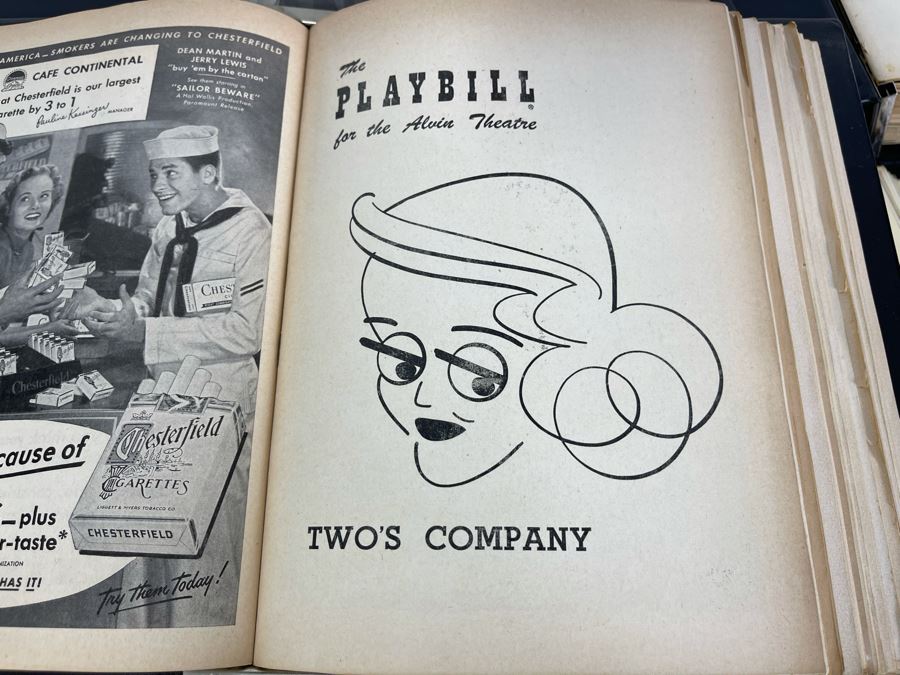 AMERICA—SMOKERS ARE CHANGING TO CHESTERFIELD
CAFE CONTINENTAL
at Chesterfield is our largest
arette by 3 to 1
Pauline Kessinger MANAGER
DEAN MARTIN and
JERRY LEWIS
"buy 'em by the carton"
See them starring in
"SAILOR BEWARE"
A Hal Wallis Production
Paramount Release
CHES
Chesterfield
cause of
—plus
r-taste*
HAS IT!
Chesterfield
CIGARETTES
LIGGETT & MYERS TOBACCO CO.
CHESTERFIELD
Try them Today!
The
PLAYBILL®
for the Alvin Theatre
TWO'S COMPANY